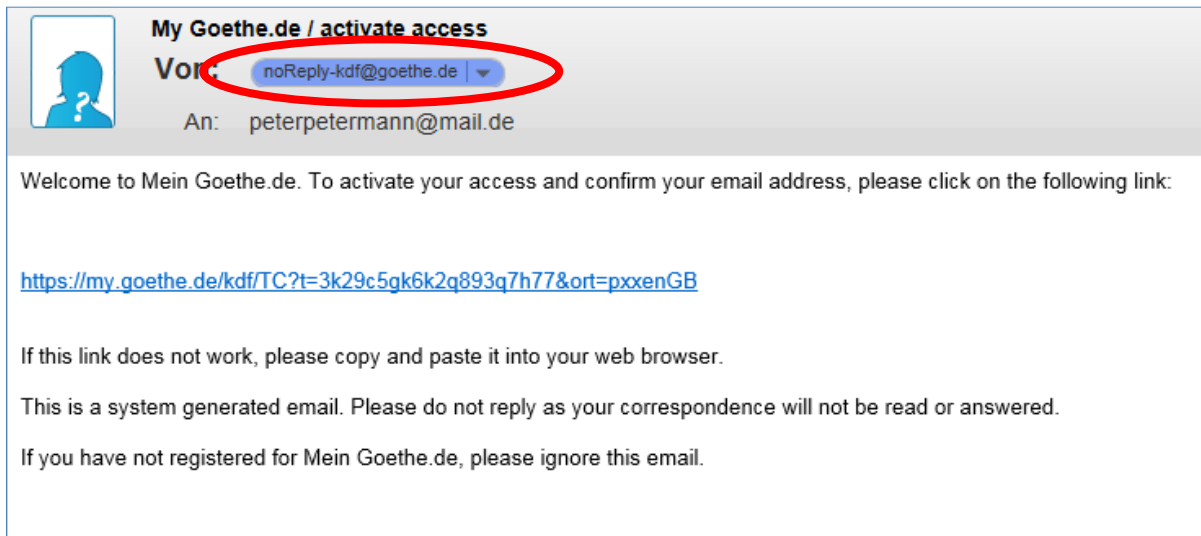 My Goethe.de / activate access
Von: noReply-kdf@goethe.de
An: peterpetermann@mail.de
Welcome to Mein Goethe.de. To activate your access and confirm your email address, please click on the following link:
https://my.goethe.de/kdf/TC?t=3k29c5gk6k2q893q7h77&ort=pxxenGB
If this link does not work, please copy and paste it into your web browser.
This is a system generated email. Please do not reply as your correspondence will not be read or answered.
If you have not registered for Mein Goethe.de, please ignore this email.